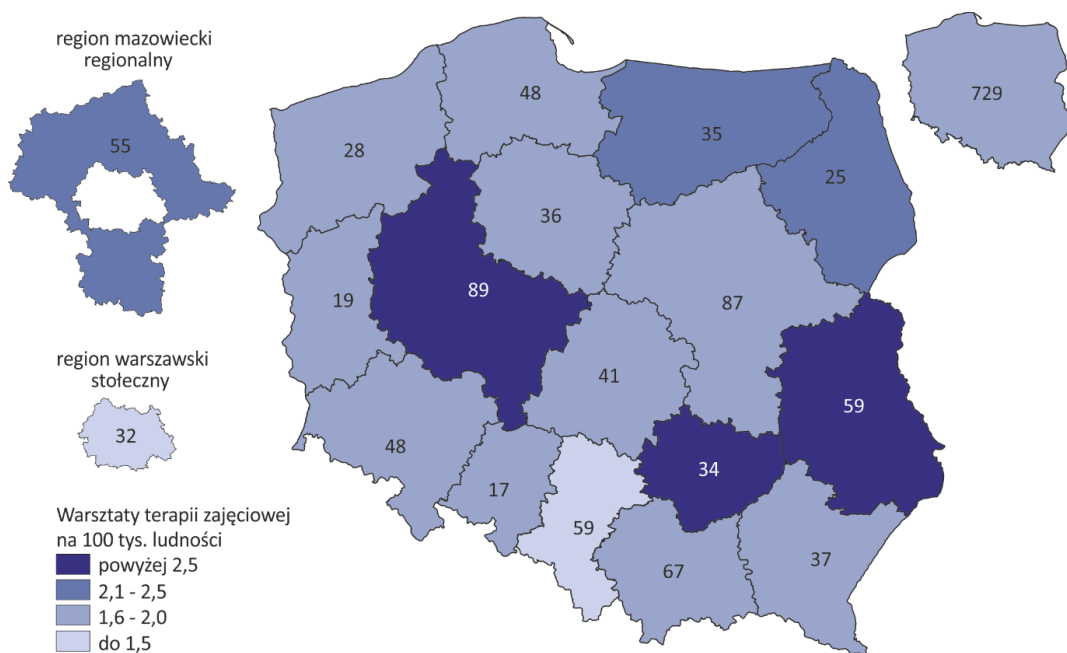 region mazowiecki
regionalny
55
region warszawski
stołeczny
32
Warsztaty terapii zajęciowej
na 100 tys. ludności
powyżej 2,5
2,1 - 2,5
1,6 - 2,0
do 1,5
28
48
35
25
36
19
89
87
41
59
48
34
17
59
67
37
729